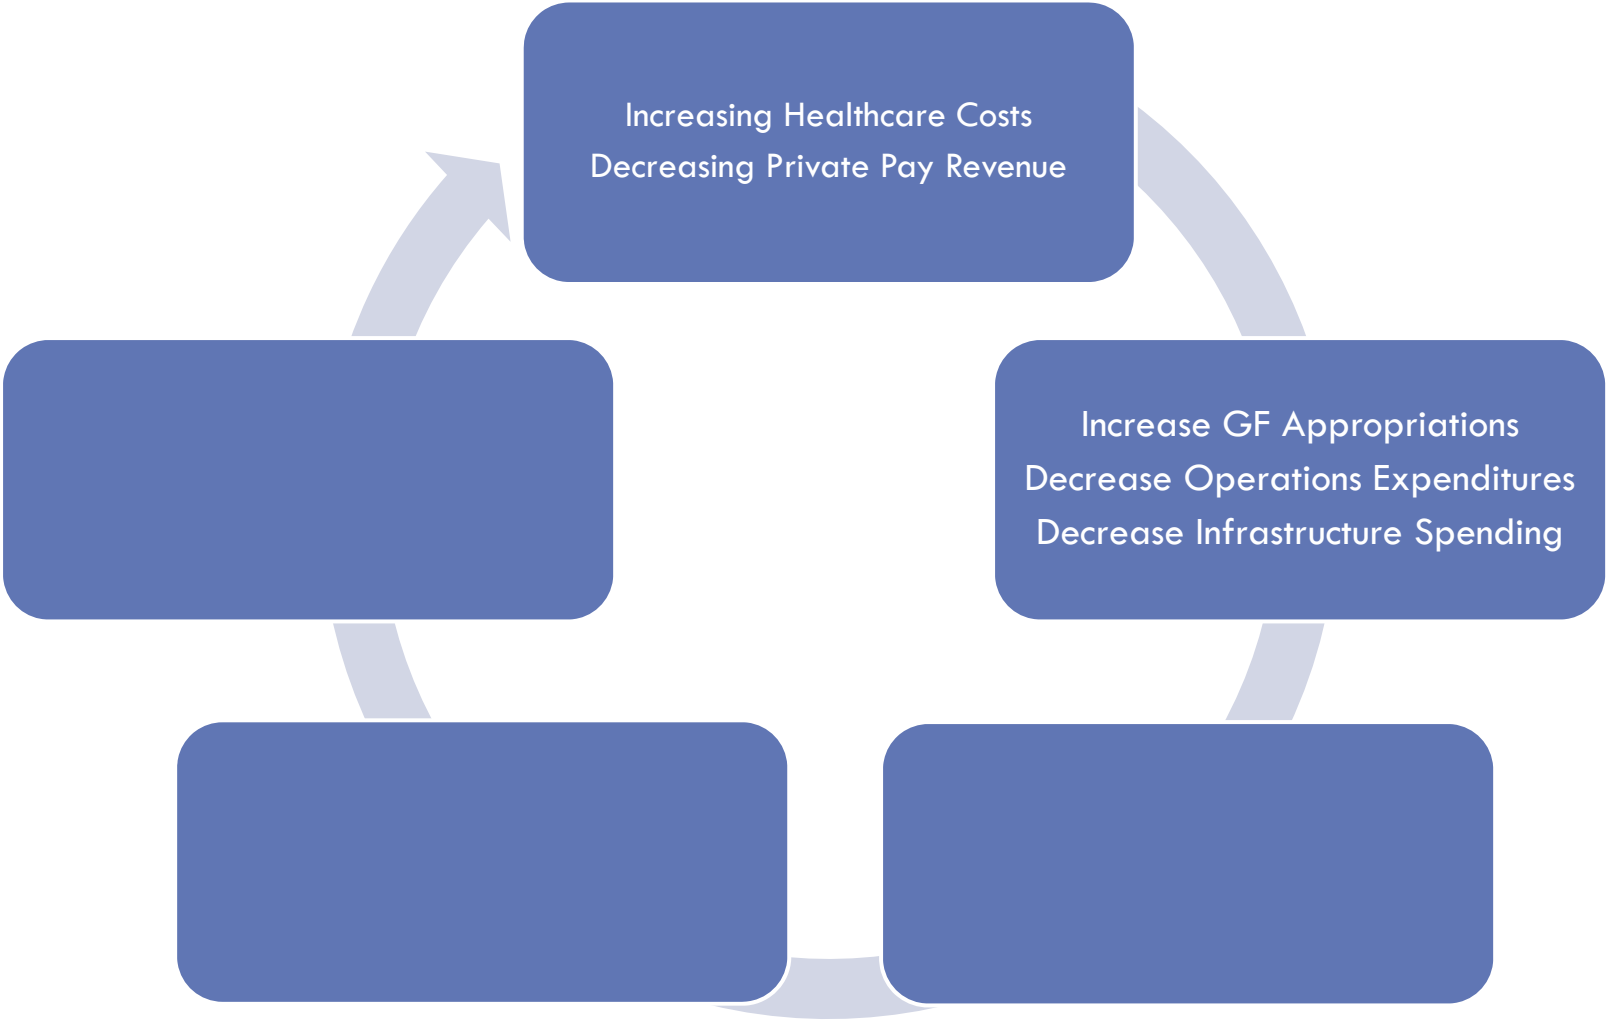 Increasing Healthcare Costs
Decreasing Private Pay Revenue
Increase GF Appropriations
Decrease Operations Expenditures
Decrease Infrastructure Spending